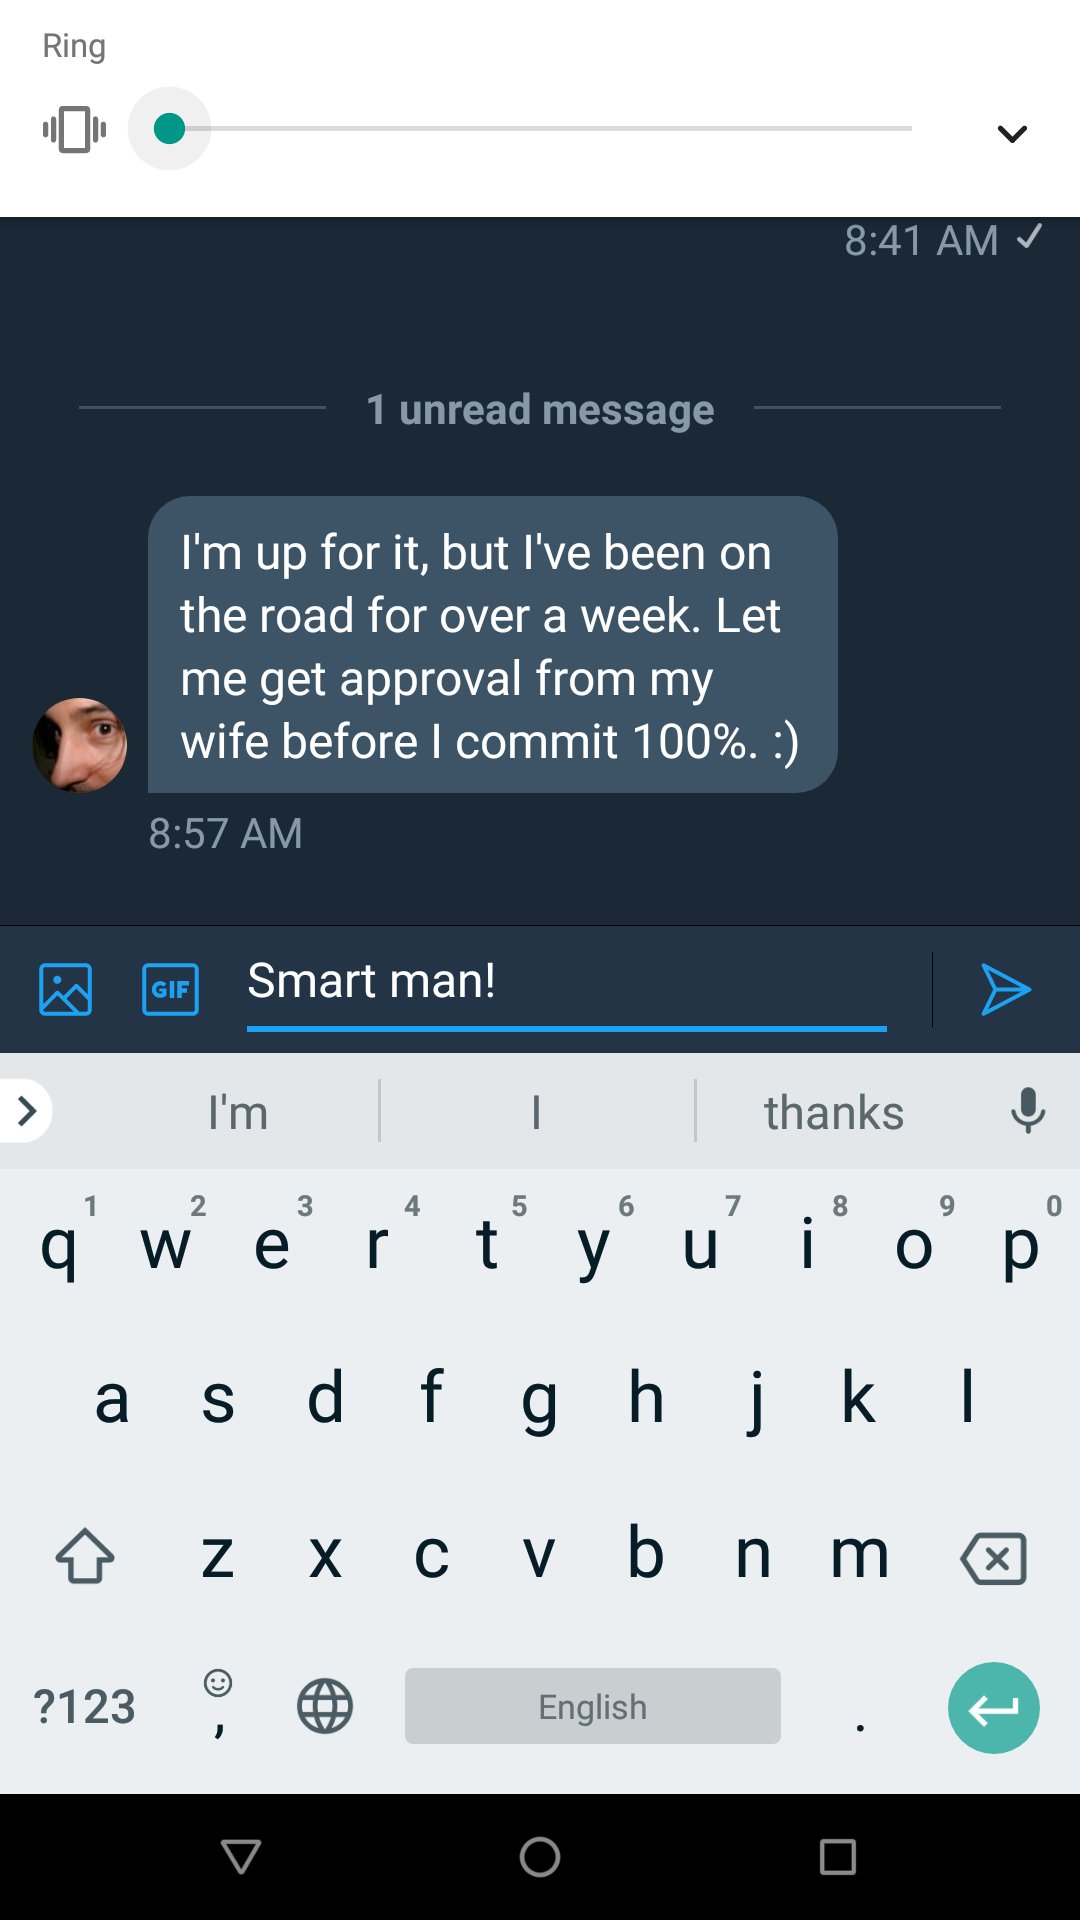 Ring
8:41 AM ✓
1 unread message
I'm up for it, but I've been on
the road for over a week. Let
me get approval from my
wife before I commit 100%. :)
8:57 AM
GIF
Smart man!
I'm
I
thanks
q 1 w 2 e 3 r 4 t 5 y 6 u 7 i 8 o 9 p 0
a s d f g h j k l
z x c v b n m
?123 , English .